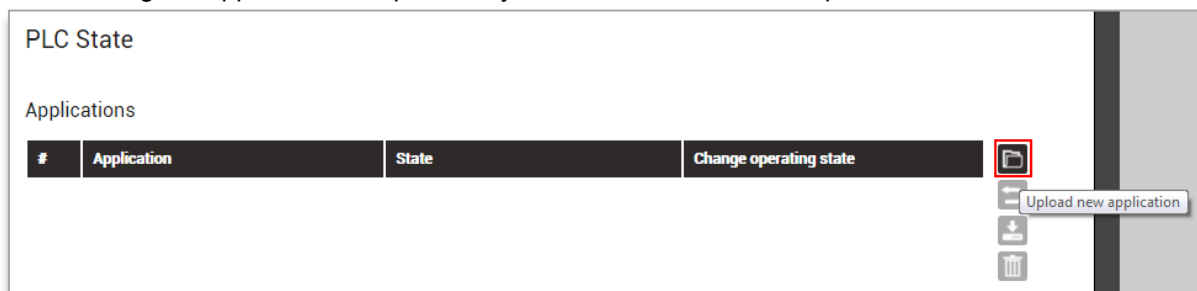 PLC State
Applications
# Application State Change operating state
Upload new application